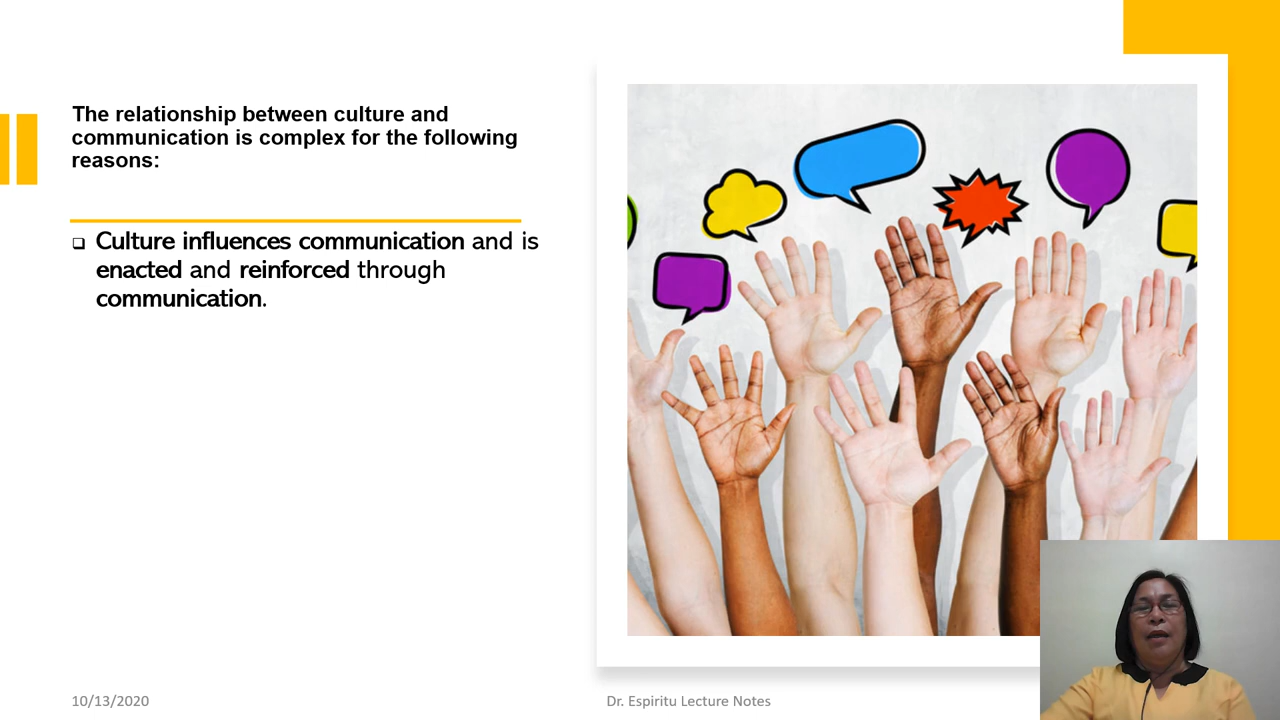 The relationship between culture and
communication is complex for the following
reasons:
❑ Culture influences communication and is
enacted and reinforced through
communication.
10/13/2020
Dr. Espiritu Lecture Notes